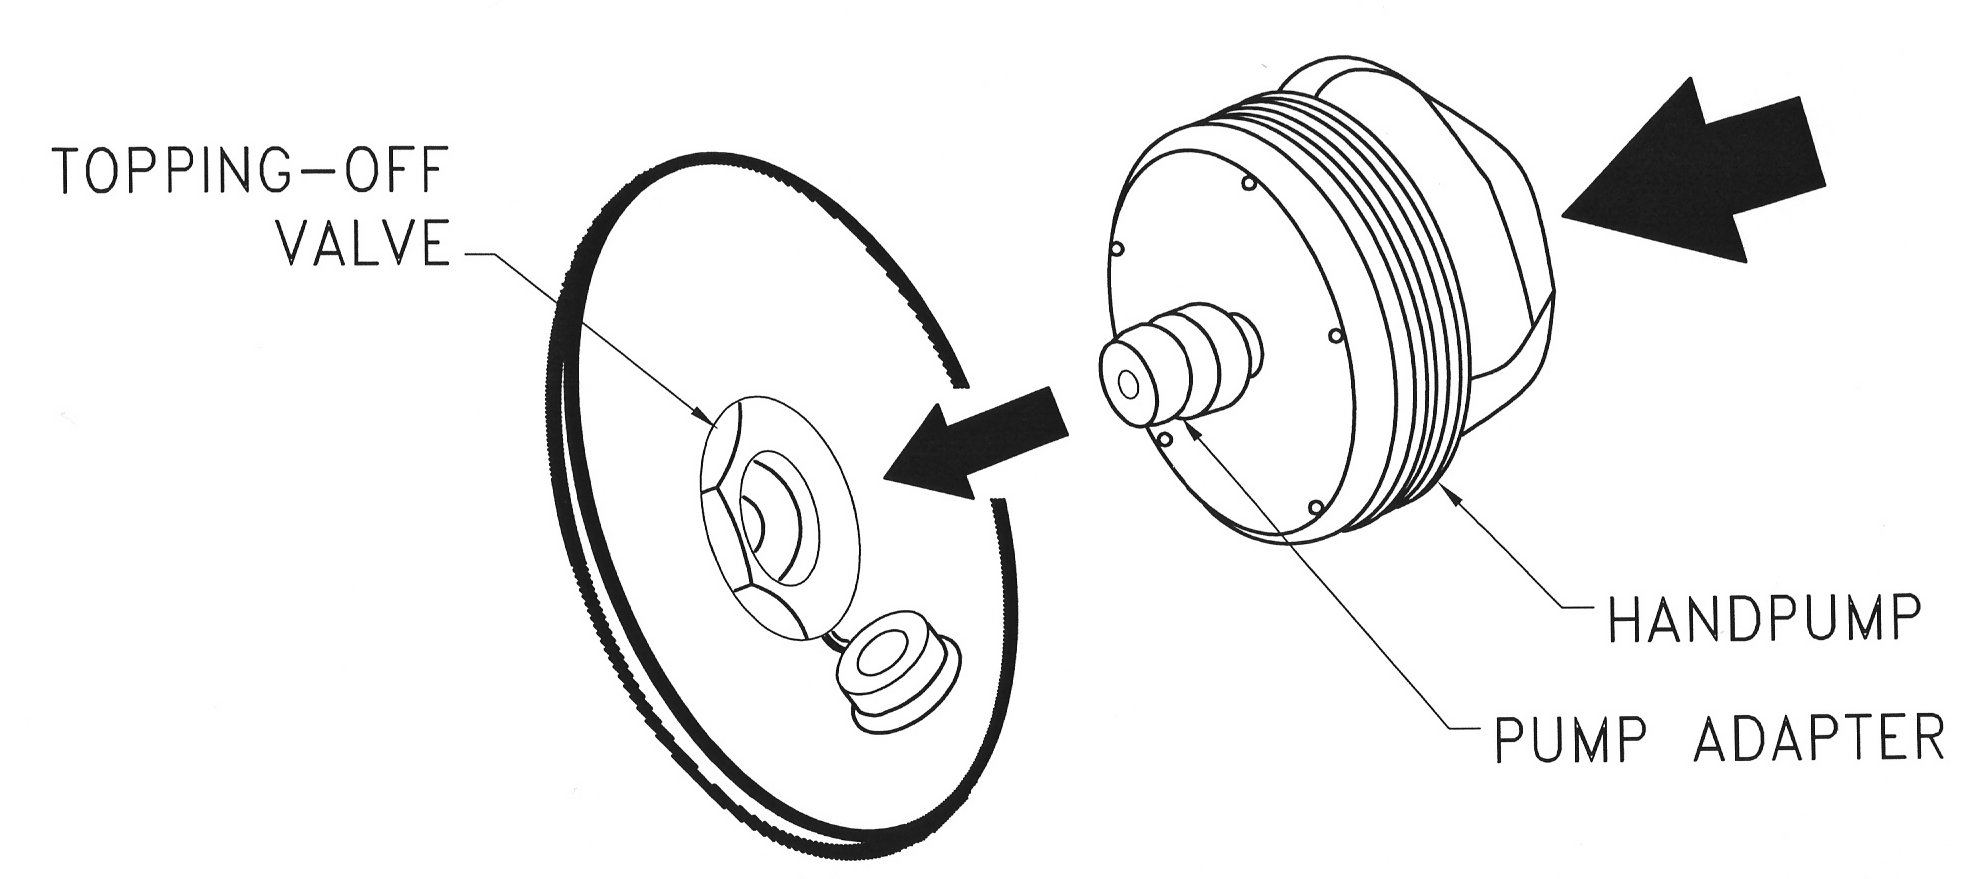 TOPPING-OFF
VALVE
HANDPUMP
PUMP ADAPTER